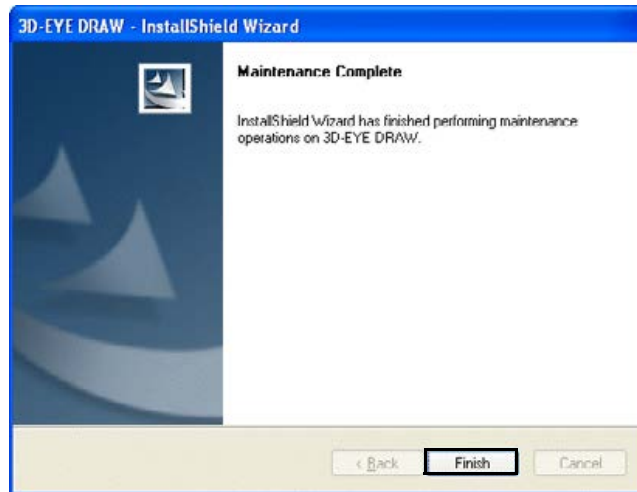 3D-EYE DRAW - InstallShield Wizard
Maintenance Complete
InstallShield Wizard has finished performing maintenance
operations on 3D-EYE DRAW.
< Back Finish Cancel